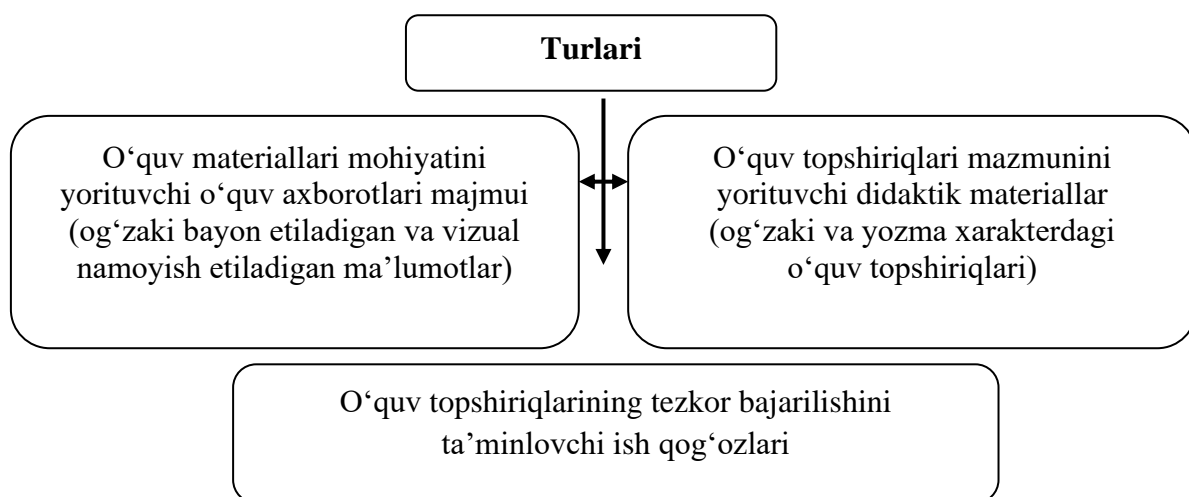 Turlari
O‘quv materiallari mohiyatini
yorituvchi o‘quv axborotlari majmui
(og‘zaki bayon etiladigan va vizual
namoyish etiladigan ma’lumotlar)
O‘quv topshiriqlari mazmunini
yorituvchi didaktik materiallar
(og‘zaki va yozma xarakterdagi
o‘quv topshiriqlari)
O‘quv topshiriqlarining tezkor bajarilishini
ta’minlovchi ish qog‘ozlari